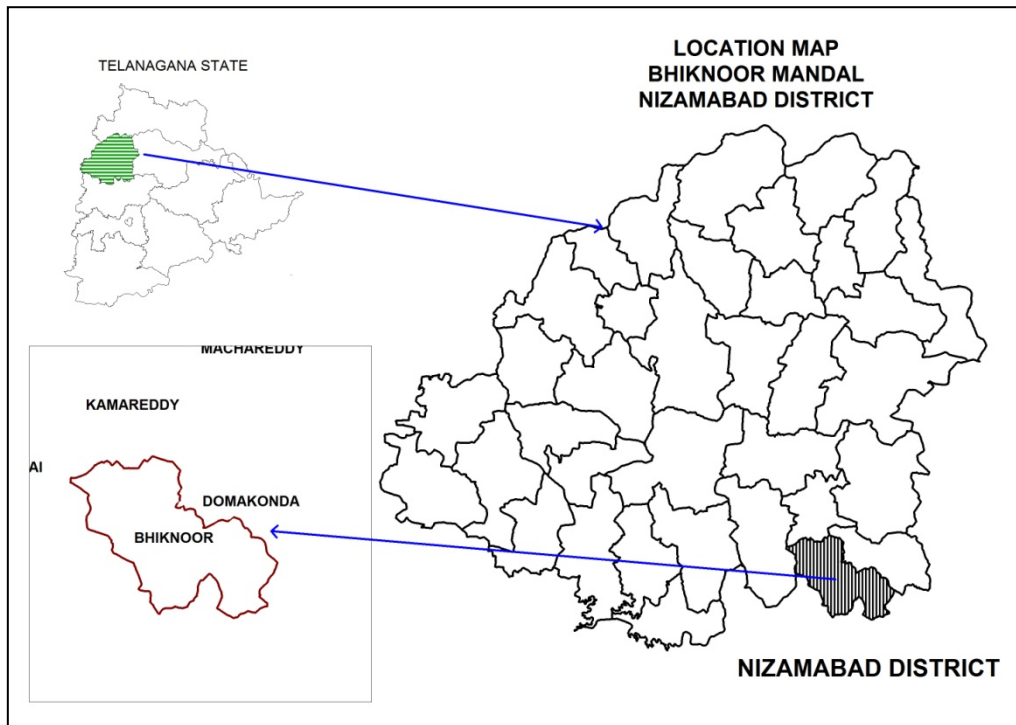 TELANAGANA STATE
LOCATION MAP
BHIKNOOR MANDAL
NIZAMABAD DISTRICT
MACHAREDDY
KAMAREDDY
AI
DOMAKONDA
BHIKNOOR
NIZAMABAD DISTRICT